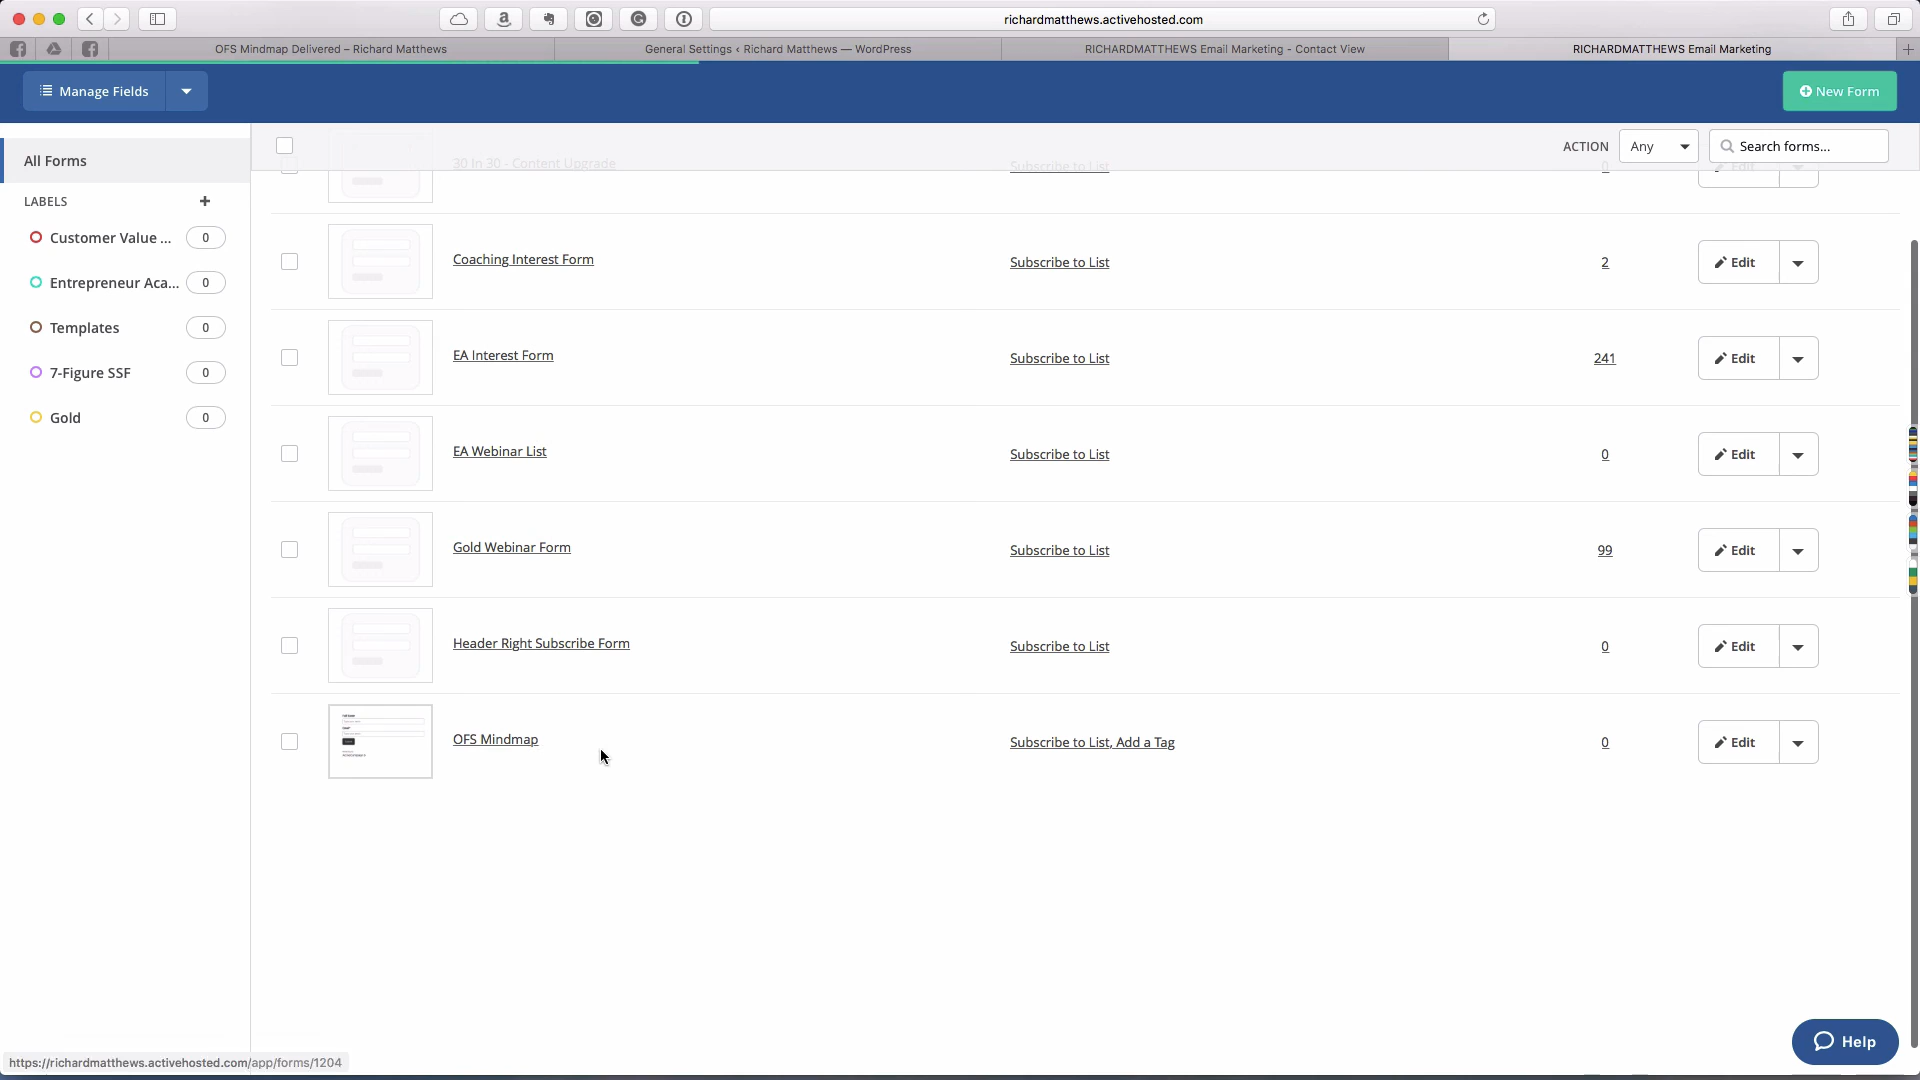 richardmatthews.activehosted.com
OFS Mindmap Delivered – Richard Matthews
General Settings ‹ Richard Matthews — WordPress
RICHARDMATTHEWS Email Marketing - Contact View
RICHARDMATTHEWS Email Marketing
Manage Fields
New Form
All Forms
ACTION
Any
Search forms...
30 In 30 - Content Upgrade
Subscribe to List
0
Edit
LABELS
Customer Value ...
0
Entrepreneur Aca...
0
Templates
0
7-Figure SSF
0
Gold
0
Coaching Interest Form
Subscribe to List
2
Edit
EA Interest Form
Subscribe to List
241
Edit
EA Webinar List
Subscribe to List
0
Edit
Gold Webinar Form
Subscribe to List
99
Edit
Header Right Subscribe Form
Subscribe to List
0
Edit
OFS Mindmap
Subscribe to List, Add a Tag
0
Edit
Help
https://richardmatthews.activehosted.com/app/forms/1204